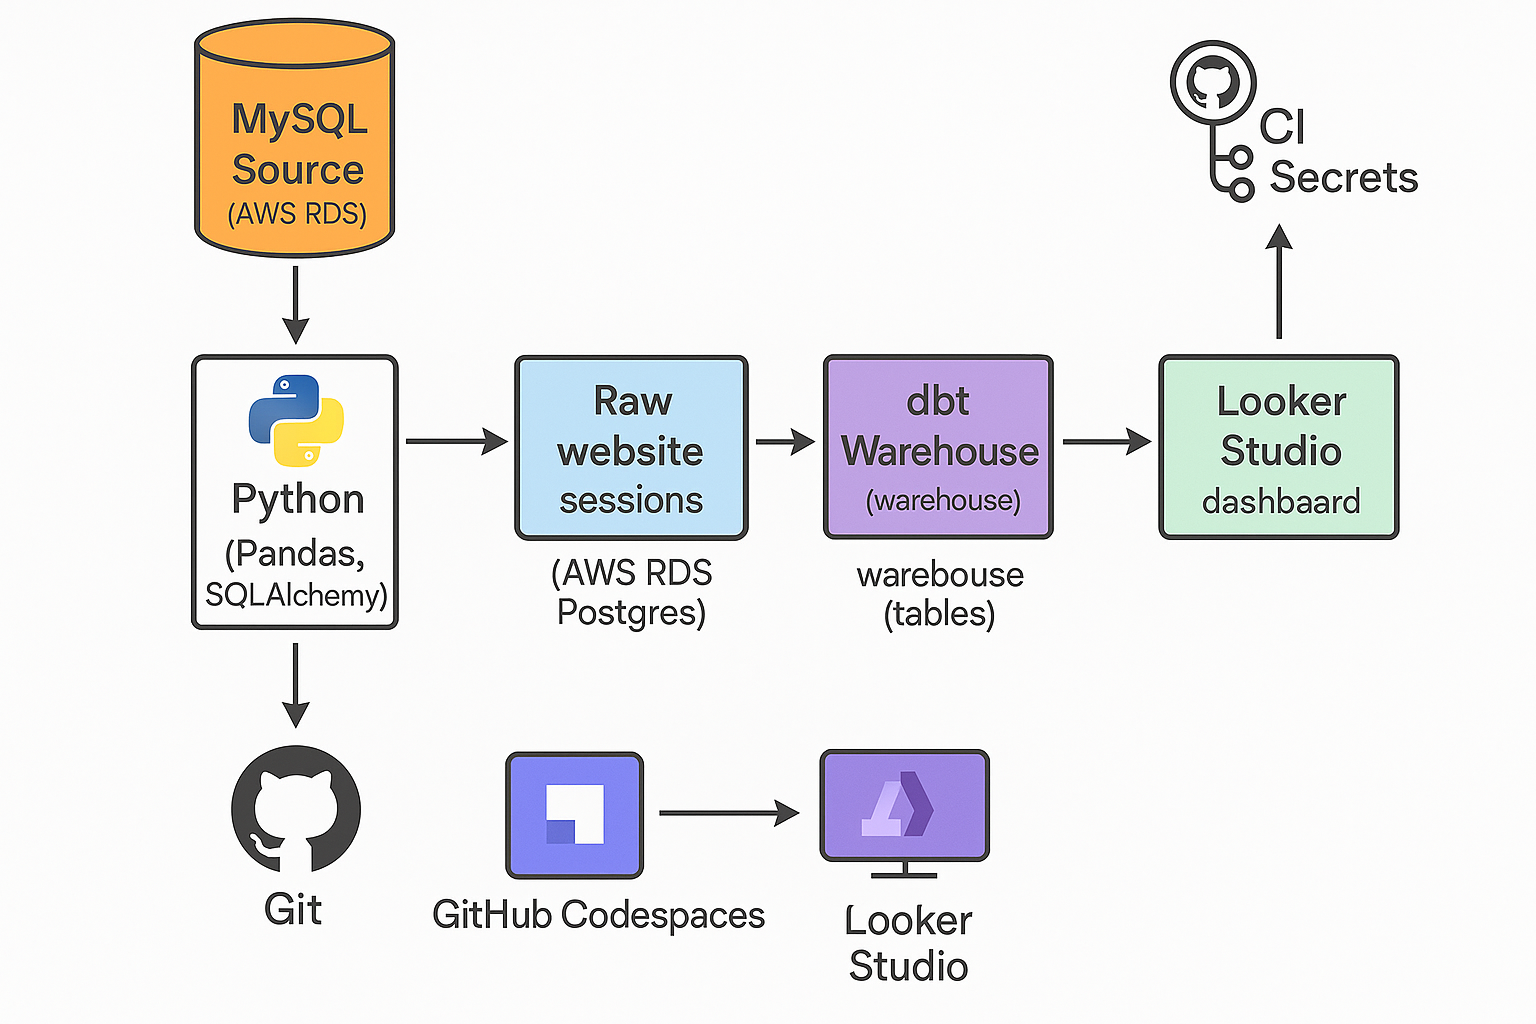 MySQL
Source
(AWS RDS)
CI
Secrets
Python
(Pandas,
SQLAlchemy)
Raw
website
sessions
(AWS RDS
Postgres)
dbt
Warehouse
(warehouse)
warebouse
(tables)
Looker
Studio
dashbaard
Git
GitHub Codespaces
Looker
Studio